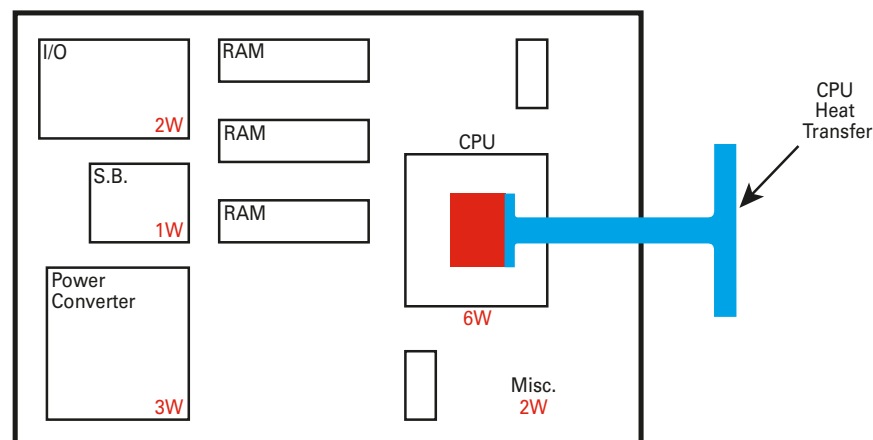 I/O
2W
RAM
RAM
RAM
S.B.
1W
Power
Converter
3W
CPU
6W
Misc.
2W
CPU
Heat
Transfer